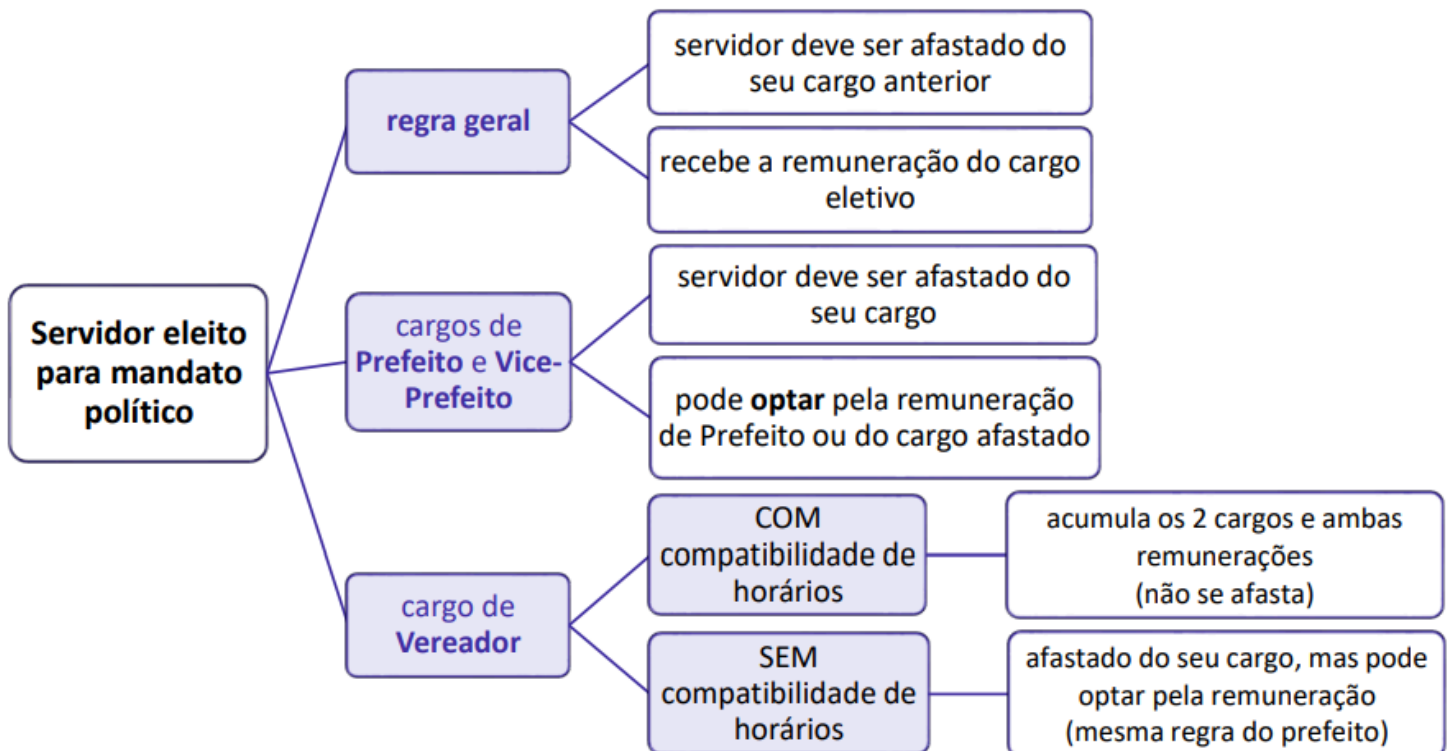 Servidor eleito
para mandato
político
regra geral
servidor deve ser afastado do
seu cargo anterior
recebe a remuneração do cargo
eletivo
cargos de
Prefeito e Vice-
Prefeito
servidor deve ser afastado do
seu cargo
pode optar pela remuneração
de Prefeito ou do cargo afastado
cargo de
Vereador
COM
compatibilidade de
horários
acumula os 2 cargos e ambas
remunerações
(não se afasta)
SEM
compatibilidade de
horários
afastado do seu cargo, mas pode
optar pela remuneração
(mesma regra do prefeito)